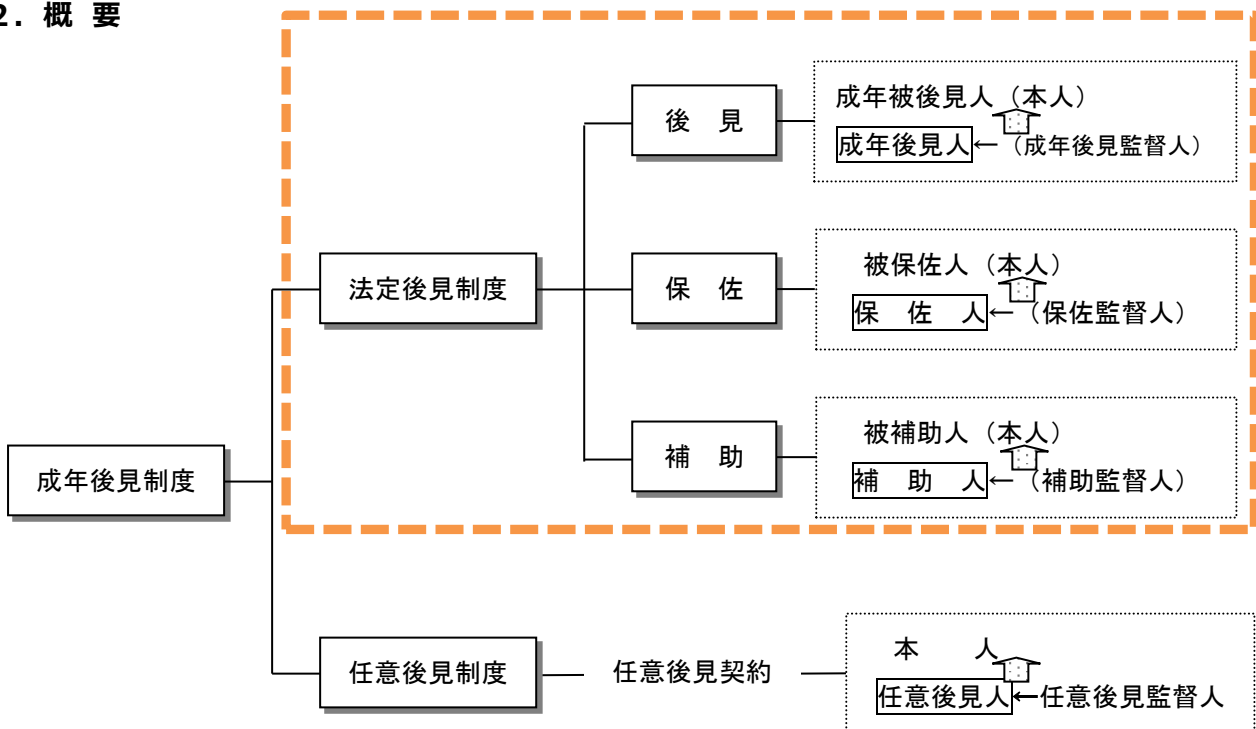 2. 概 要
後 見
成年被後見人（本人）
成年後見人←（成年後見監督人）
法定後見制度
保 佐
被保佐人（本人）
保 佐 人←（保佐監督人）
補 助
被補助人（本人）
補 助 人←（補助監督人）
成年後見制度
任意後見制度
任意後見契約
本 人
任意後見人←任意後見監督人